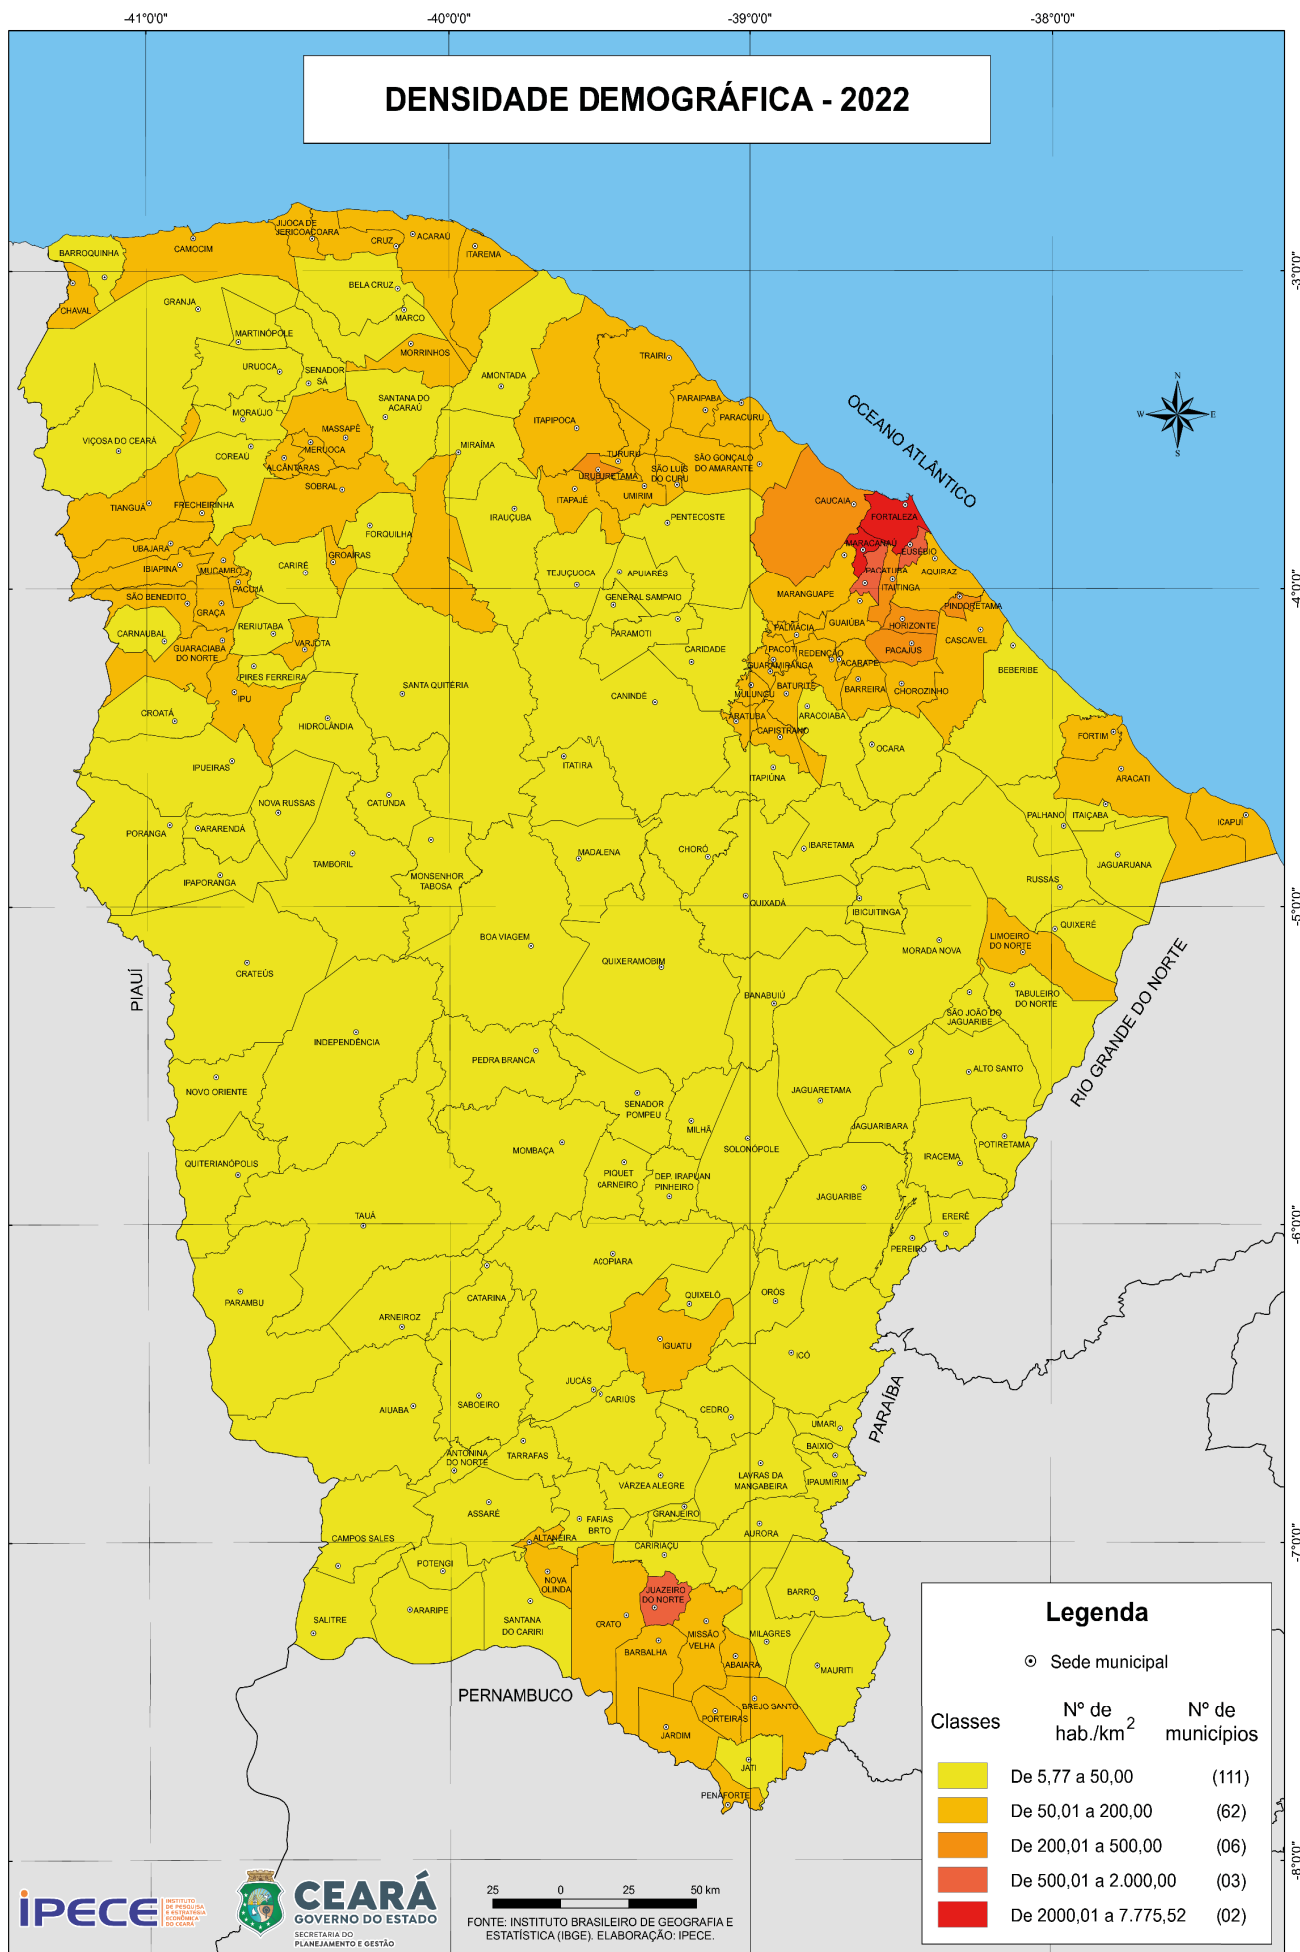 -41°0'0"
-40°0'0"
-39°0'0"
-38°0'0"
DENSIDADE DEMOGRÁFICA - 2022
-3°0'0"
-4°0'0"
-5°0'0"
-6°0'0"
-7°0'0"
-8°0'0"
N
W
E
S
OCEANO ATLÂNTICO
PIAUÍ
RIO GRANDE DO NORTE
PARAÍBA
PERNAMBUCO
BARROQUINHA
CAMOCIM
JIJOCA DE
JERICOACOARA
CRUZ
ACARAÚ
ITAREMA
CHAVAL
GRANJA
BELA CRUZ
MARCO
MARTINÓPOLE
MORRINHOS
URUOCA
SENADOR
SÁ
AMONTADA
TRAIRI
SANTANA DO
ACARAÚ
PARAIPABA
PARACURU
MORAÚJO
MASSAPÊ
ITAPIPOCA
VIÇOSA DO CEARÁ
COREAÚ
MERUOCA
ALCÂNTARAS
MIRAÍMA
TURURU
URUBURETAMA
SÃO LUÍS
DO CURU
SÃO GONÇALO
DO AMARANTE
SOBRAL
ITAPAJÉ
UMIRIM
TIANGUÁ
FRECHEIRINHA
IRAUÇUBA
PENTECOSTE
CAUCAIA
FORTALEZA
FORQUILHA
UBAJARA
GROAÍRAS
MARACANAÚ
EUSÉBIO
IBIAPINA
MUCAMBO
CARIRÉ
TEJUÇUOCA
APUIARÉS
PACATUBA
AQUIRAZ
PACUJÁ
ITAITINGA
SÃO BENEDITO
GRAÇA
GENERAL SAMPAIO
MARANGUAPE
PINDORETAMA
CARNAUBAL
RERIUTABA
PARAMOTI
PALMÁCIA
GUAIÚBA
HORIZONTE
GUARACIABA
DO NORTE
VARJOTA
CARIDADE
PACOTI
REDENÇÃO
PACAJUS
CASCAVEL
PIRES FERREIRA
GUARAMIRANGA
ACARAPE
BEBERIBE
IPU
SANTA QUITÉRIA
CANINDÉ
MULUNGU
BATURITÉ
BARREIRA
CHOROZINHO
CROATÁ
HIDROLÂNDIA
ARATUBA
ARACOIABA
CAPISTRANO
FORTIM
OCARA
IPUEIRAS
ITATIRA
ITAPIÚNA
ARACATI
NOVA RUSSAS
CATUNDA
PORANGA
ARARENDÁ
PALHANO
ITAIÇABA
ICAPUÍ
TAMBORIL
MADALENA
CHORÓ
IBARETAMA
JAGUARUANA
IPAPORANGA
MONSENHOR
TABOSA
RUSSAS
QUIXADÁ
IBICUITINGA
QUIXERÉ
BOA VIAGEM
LIMOEIRO
DO NORTE
MORADA NOVA
CRATEÚS
QUIXERAMOBIM
BANABUIÚ
TABULEIRO
DO NORTE
SÃO JOÃO DO
JAGUARIBE
INDEPENDÊNCIA
PEDRA BRANCA
ALTO SANTO
NOVO ORIENTE
JAGUARETAMA
SENADOR
POMPEU
MILHÃ
JAGUARIBARA
MOMBAÇA
SOLONÓPOLE
POTIRETAMA
QUITERIANÓPOLIS
PIQUET
CARNEIRO
DEP. IRAPUAN
PINHEIRO
IRACEMA
JAGUARIBE
TAUÁ
ERERÊ
PEREIRO
ACOPIARA
PARAMBU
CATARINA
QUIXELÔ
ORÓS
ARNEIROZ
IGUATU
ICÓ
JUCÁS
CARIÚS
AIUABA
SABOEIRO
CEDRO
UMARI
BAIXIO
ANTONINA
DO NORTE
TARRAFAS
LAVRAS DA
MANGABEIRA
IPAUMIRIM
VÁRZEA ALEGRE
ASSARÉ
GRANJEIRO
FAFIAS
BRTO
AURORA
CAMPOS SALES
ALTANEIRA
CARIRIAÇU
POTENGI
NOVA
OLINDA
JUAZEIRO
DO NORTE
BARRO
SALITRE
ARARIPE
SANTANA
DO CARIRI
CRATO
MISSÃO
VELHA
MILAGRES
BARBALHA
ABAIARA
MAURITI
BREJO SANTO
PORTEIRAS
JARDIM
JATI
PENAFORTE
Legenda
Sede municipal
Classes
Nº de
hab./km²
Nº de
municípios
De 5,77 a 50,00 (111)
De 50,01 a 200,00 (62)
De 200,01 a 500,00 (06)
De 500,01 a 2.000,00 (03)
De 2000,01 a 7.775,52 (02)
iPECE
INSTITUTO
DE PESQUISA
E ESTRATÉGIA
ECONÔMICA
DO CEARÁ
CEARÁ
GOVERNO DO ESTADO
SECRETARIA DO
PLANEJAMENTO E GESTÃO
25 0 25 50 km
FONTE: INSTITUTO BRASILEIRO DE GEOGRAFIA E
ESTATÍSTICA (IBGE). ELABORAÇÃO: IPECE.